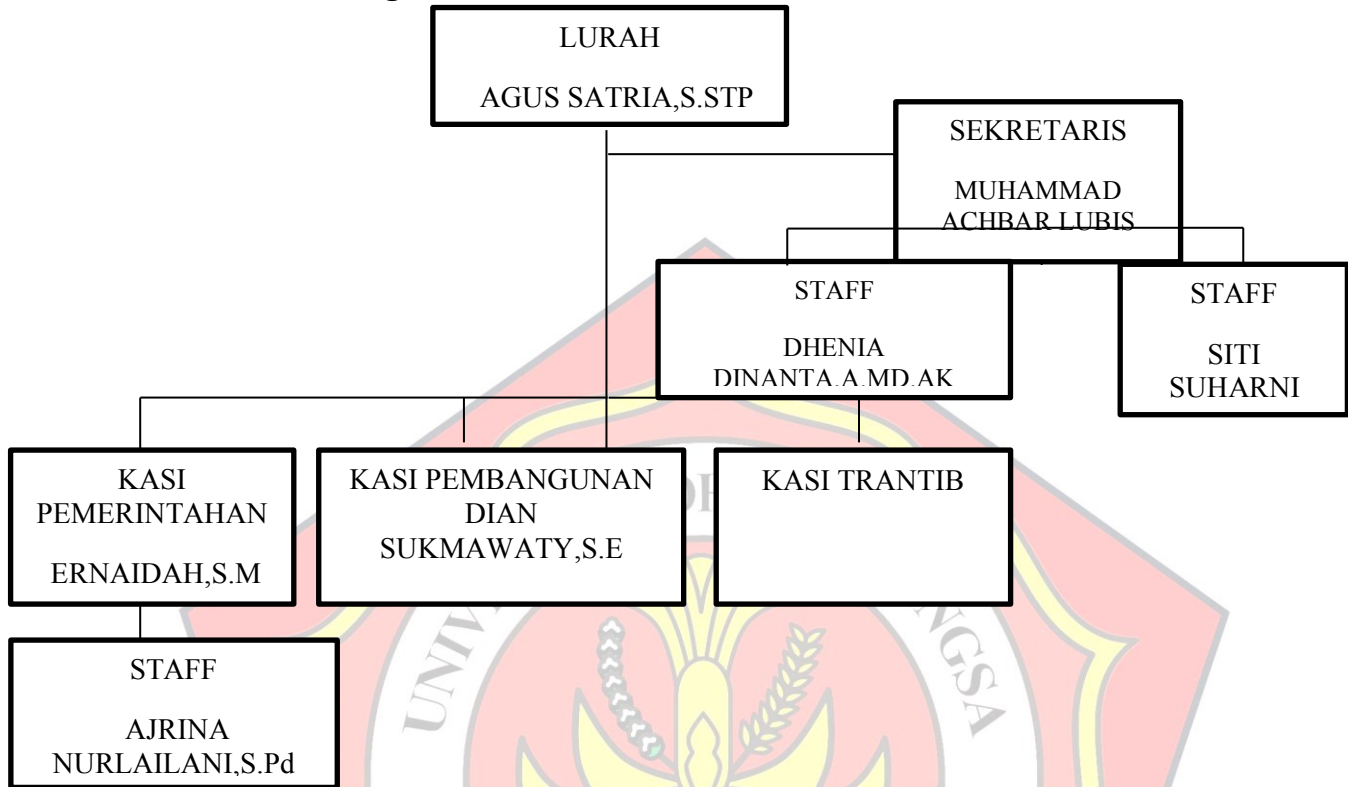 LURAH
AGUS SATRIA,S.STP
SEKRETARIS
MUHAMMAD
ACHBAR LUBIS
STAFF
DHENIA
DINANTA.A.MD.AK
STAFF
SITI
SUHARNI
KASI
PEMERINTAHAN
ERNAIDAH,S.M
KASI PEMBANGUNAN
DIAN
SUKMAWATY,S.E
KASI TRANTIB
STAFF
AJRINA
NURLAILANI,S.Pd